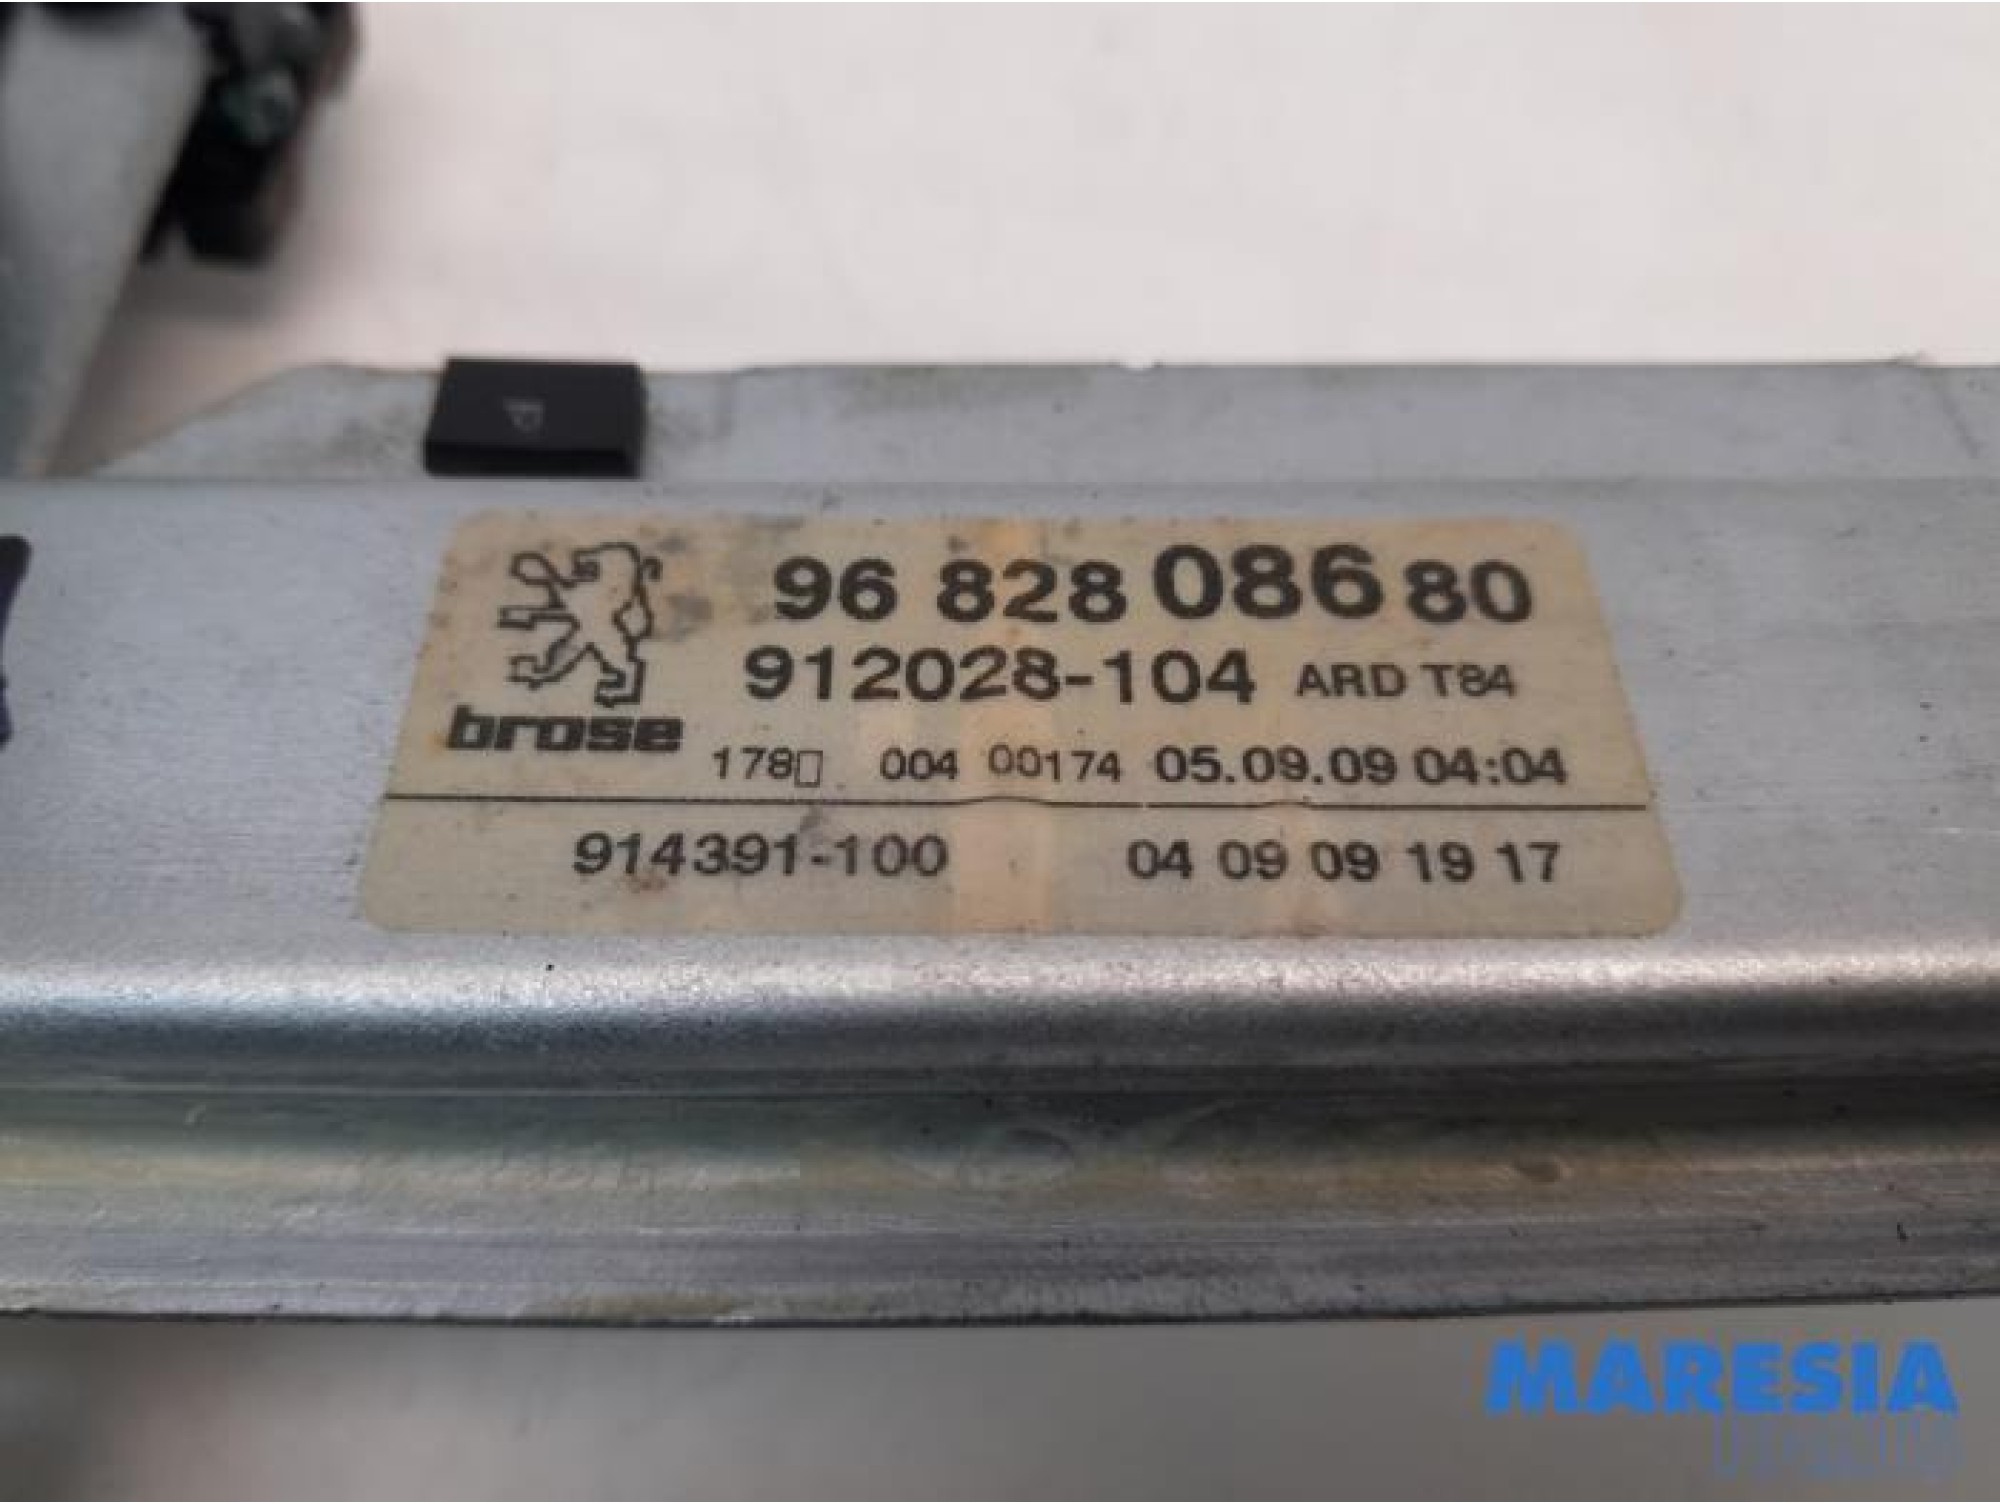 96 828 086 80
912028-104 ARD T84
brose
178▯ 004 00174 05.09.09 04:04
914391-100 04 09 09 19 17
MARESIA